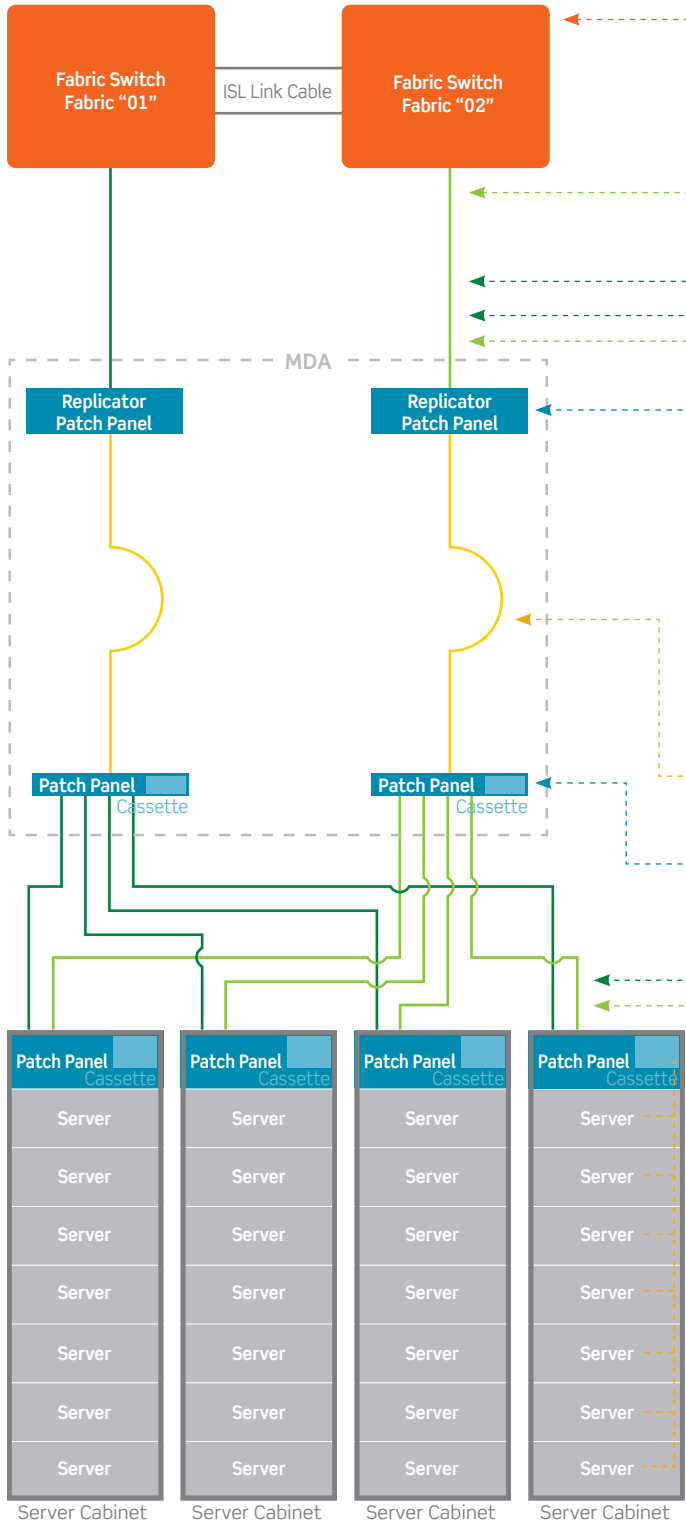 Fabric Switch
Fabric “01”
ISL Link Cable
Fabric Switch
Fabric “02”
MDA
Replicator
Patch Panel
Replicator
Patch Panel
Patch Panel
Cassette
Patch Panel
Cassette
Patch Panel
Cassette
Patch Panel
Cassette
Patch Panel
Cassette
Patch Panel
Cassette
Server Server Server Server
Server Server Server Server
Server Server Server Server
Server Server Server Server
Server Server Server Server
Server Server Server Server
Server Server Server Server
Server Cabinet Server Cabinet Server Cabinet Server Cabinet